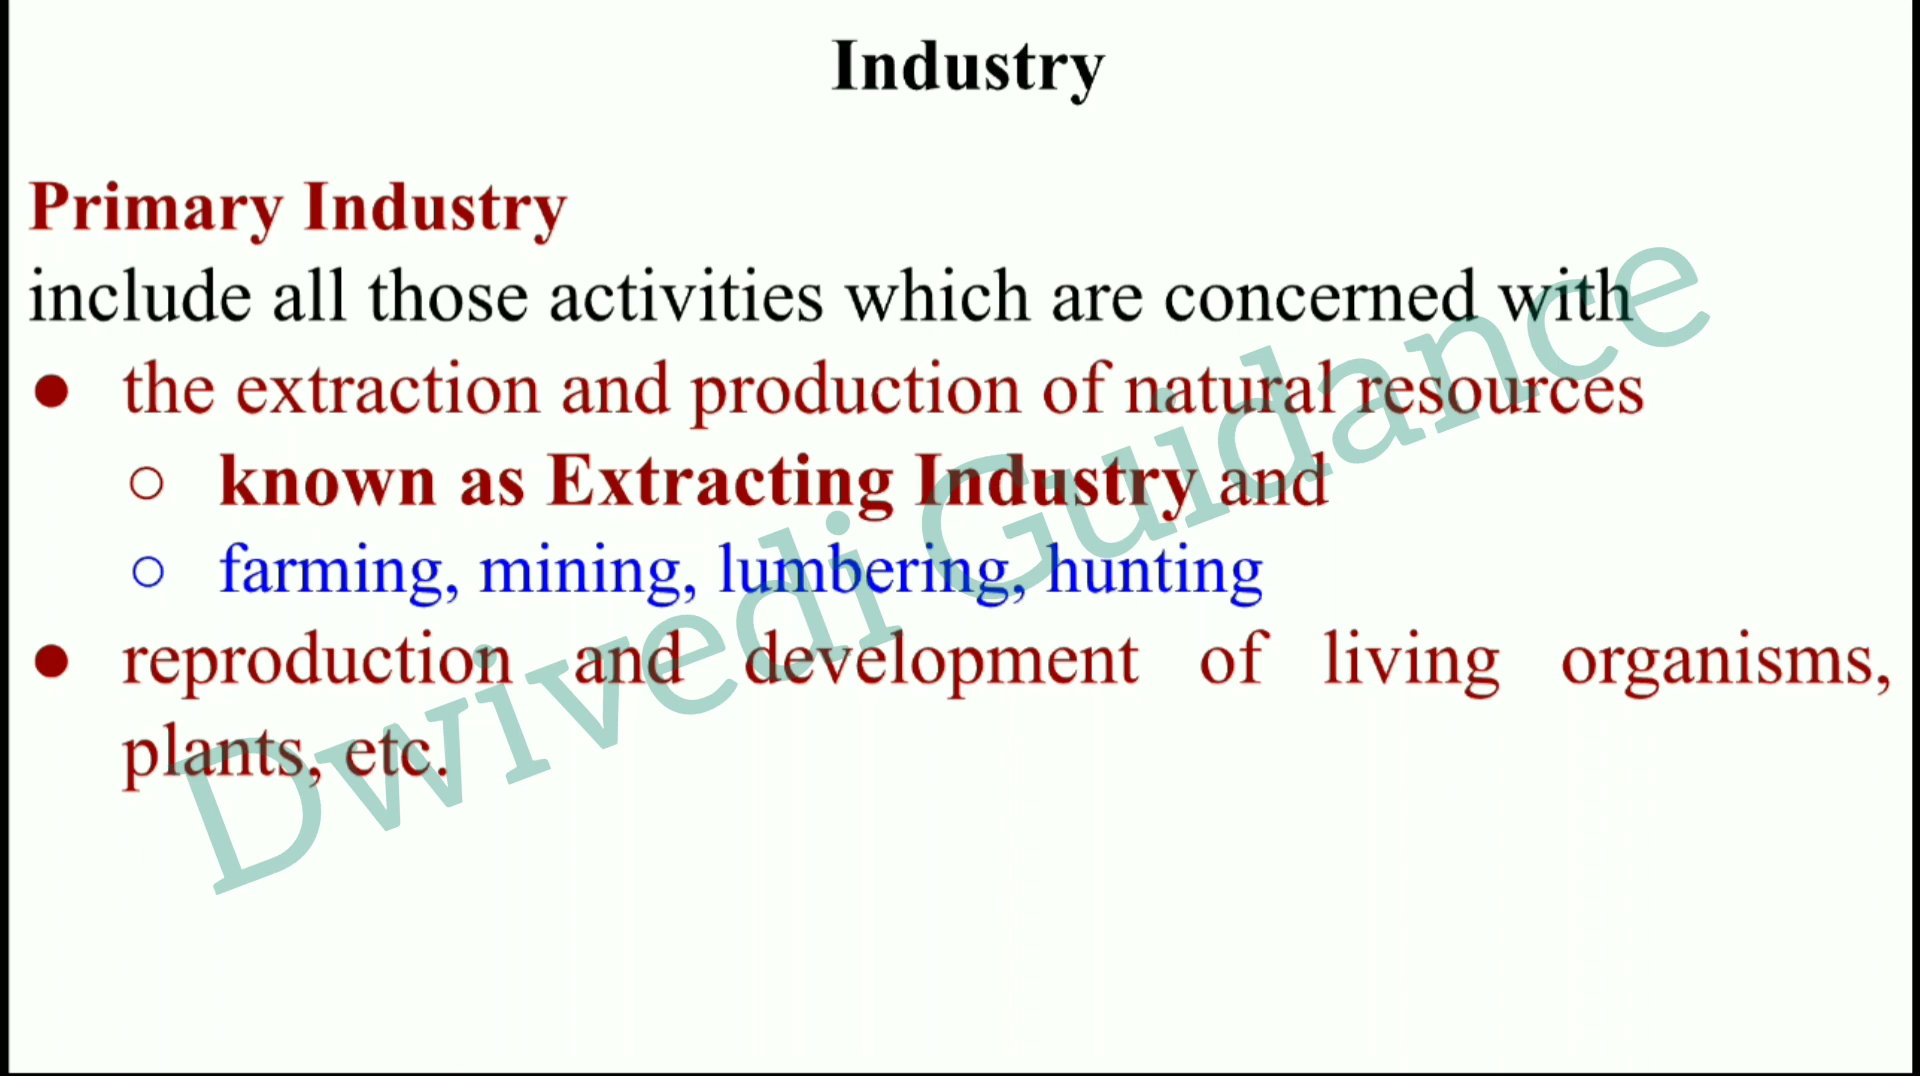 Industry
Primary Industry
include all those activities which are concerned with
● the extraction and production of natural resources
○ known as Extracting Industry and
○ farming, mining, lumbering, hunting
● reproduction and development of living organisms,
plants, etc.
Dwivedi Guidance